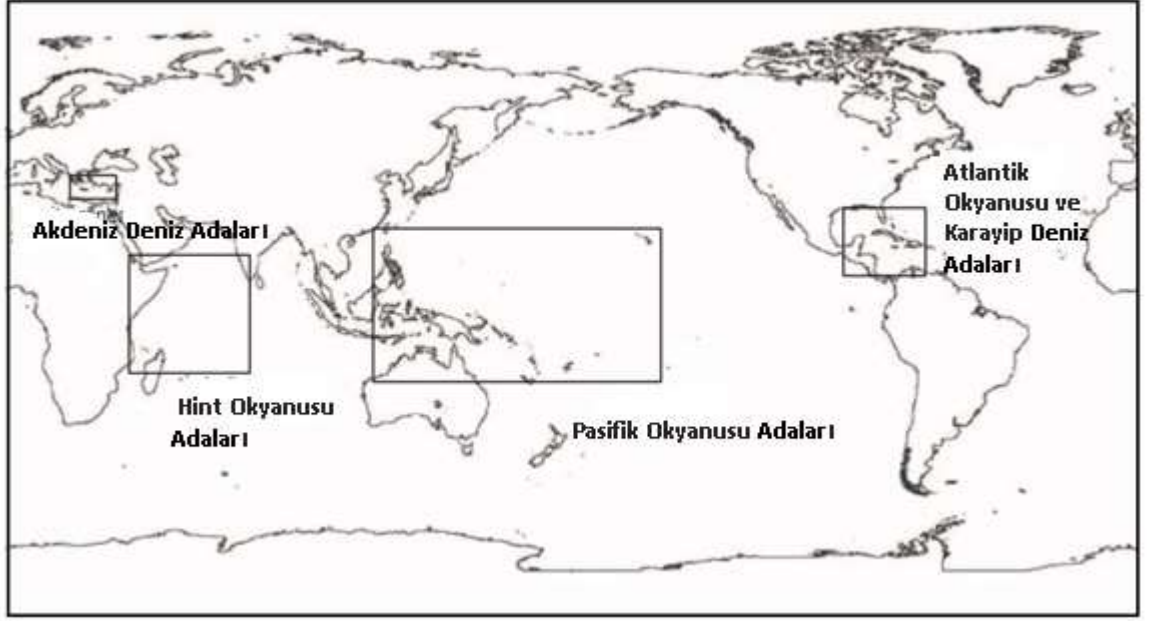 Atlantik
Okyanusu ve
Karayip Deniz
Adaları
Akdeniz Deniz Adaları
Hint Okyanusu
Adaları
Pasifik Okyanusu Adaları